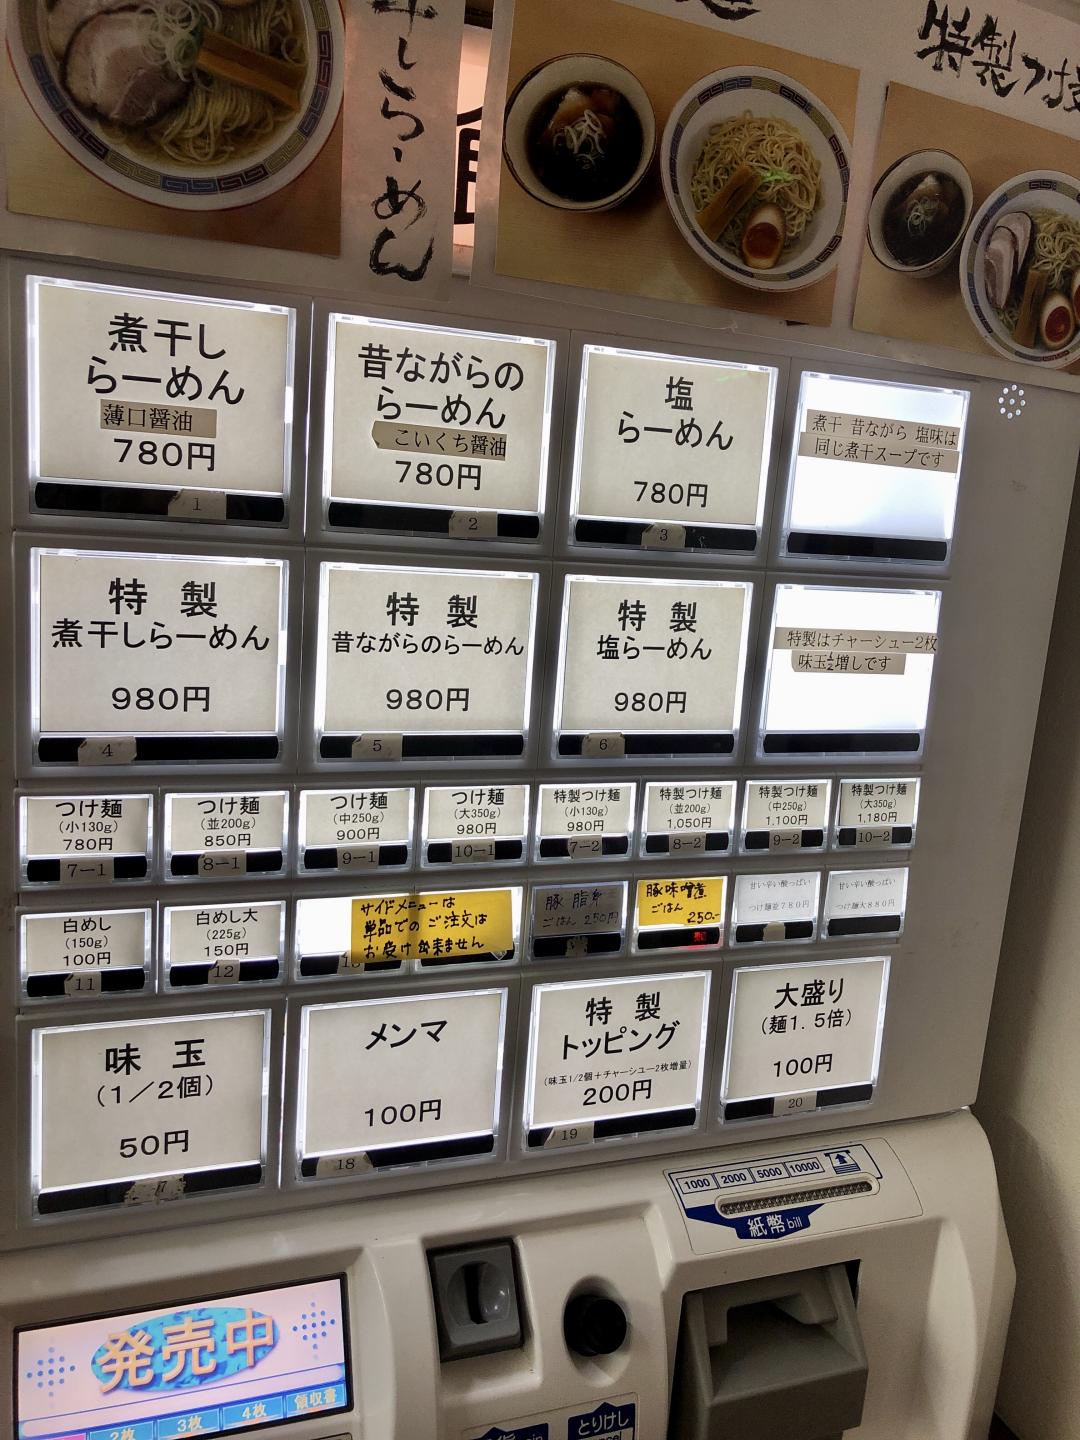 干しらーめん
特製つけ麺
煮干し
らーめん
薄口醤油
780円
1
昔ながらの
らーめん
こいくち醤油
780円
2
塩
らーめん
780円
3
煮干 昔ながら 塩味は
同じ煮干スープです
特 製
煮干しらーめん
980円
4
特 製
昔ながらのらーめん
980円
5
特 製
塩らーめん
980円
6
特製はチャーシュー2枚
味玉½増しです
つけ麺
(小130g)
780円
7-1
つけ麺
(並200g)
850円
8-1
つけ麺
(中250g)
900円
9-1
つけ麺
(大350g)
980円
10-1
特製つけ麺
(小130g)
980円
7-2
特製つけ麺
(並200g)
1,050円
8-2
特製つけ麺
(中250g)
1,100円
9-2
特製つけ麺
(大350g)
1,180円
10-2
白めし
(150g)
100円
11
白めし大
(225g)
150円
12
サイドメニューは
単品での ご注文は
お受け出来ません
豚 脂身
ごはん 250円
豚味噌煮
ごはん
250.-
甘い辛い酸っぱい
つけ麺並780円
甘い辛い酸っぱい
つけ麺大880円
味 玉
(1/2個)
50円
メンマ
100円
18
特 製
トッピング
(味玉1/2個+チャーシュー2枚増量)
200円
19
大盛り
(麺1.5倍)
100円
20
1000 2000 5000 10000
紙幣 bill
発売中
2枚 3枚 4枚 領収書
とりけし